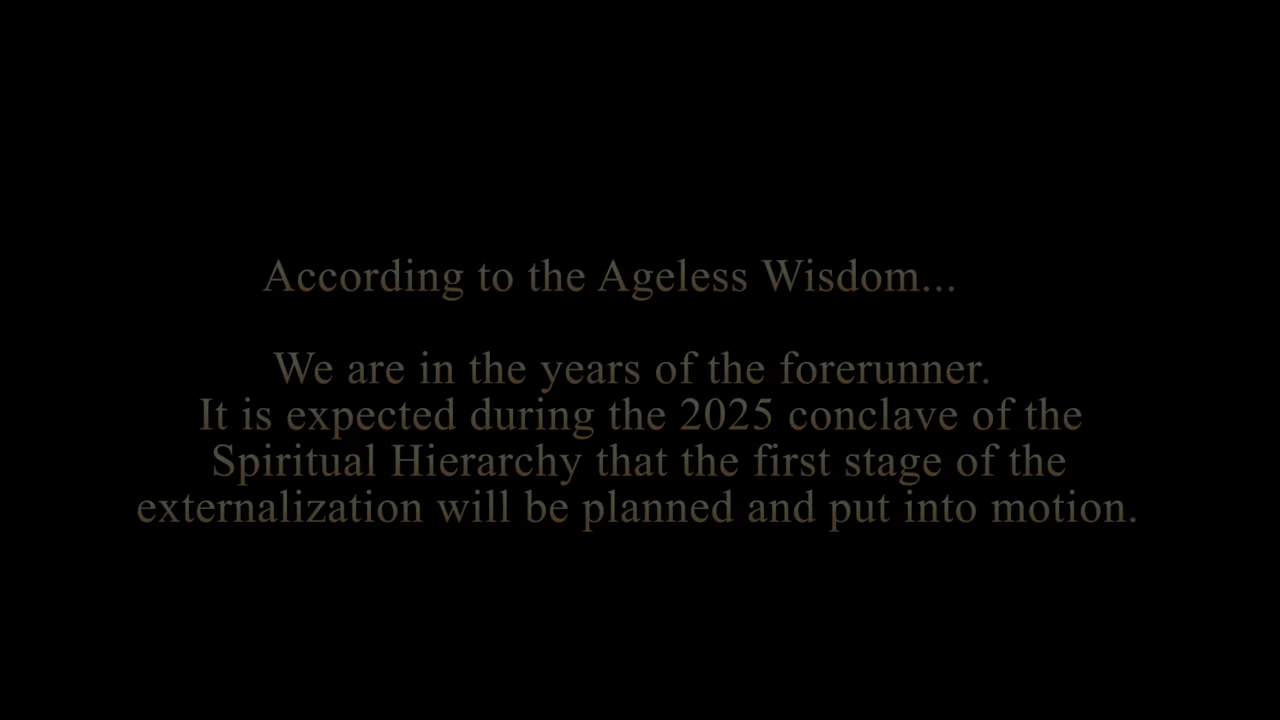 According to the Ageless Wisdom...
We are in the years of the forerunner.
It is expected during the 2025 conclave of the
Spiritual Hierarchy that the first stage of the
externalization will be planned and put into motion.